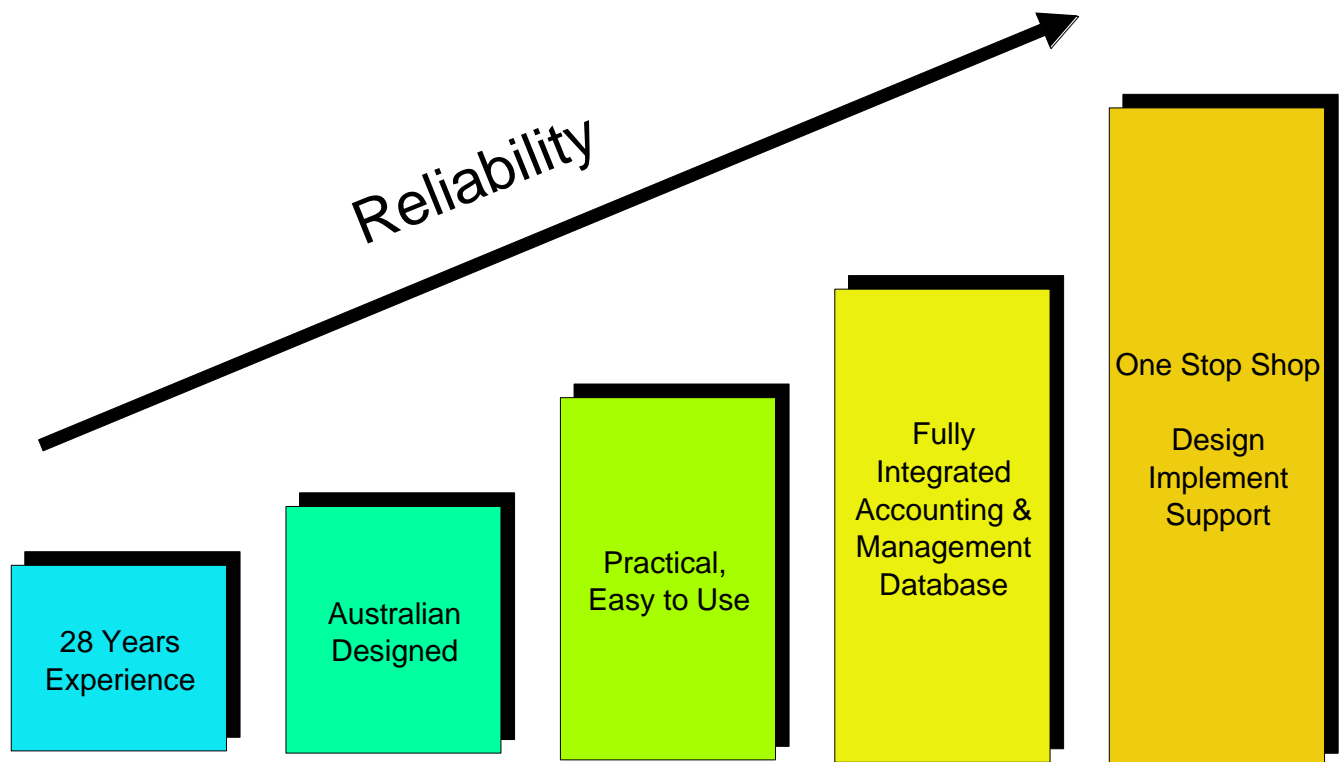 Reliability
28 Years
Experience
Australian
Designed
Practical,
Easy to Use
Fully
Integrated
Accounting &
Management
Database
One Stop Shop
Design
Implement
Support